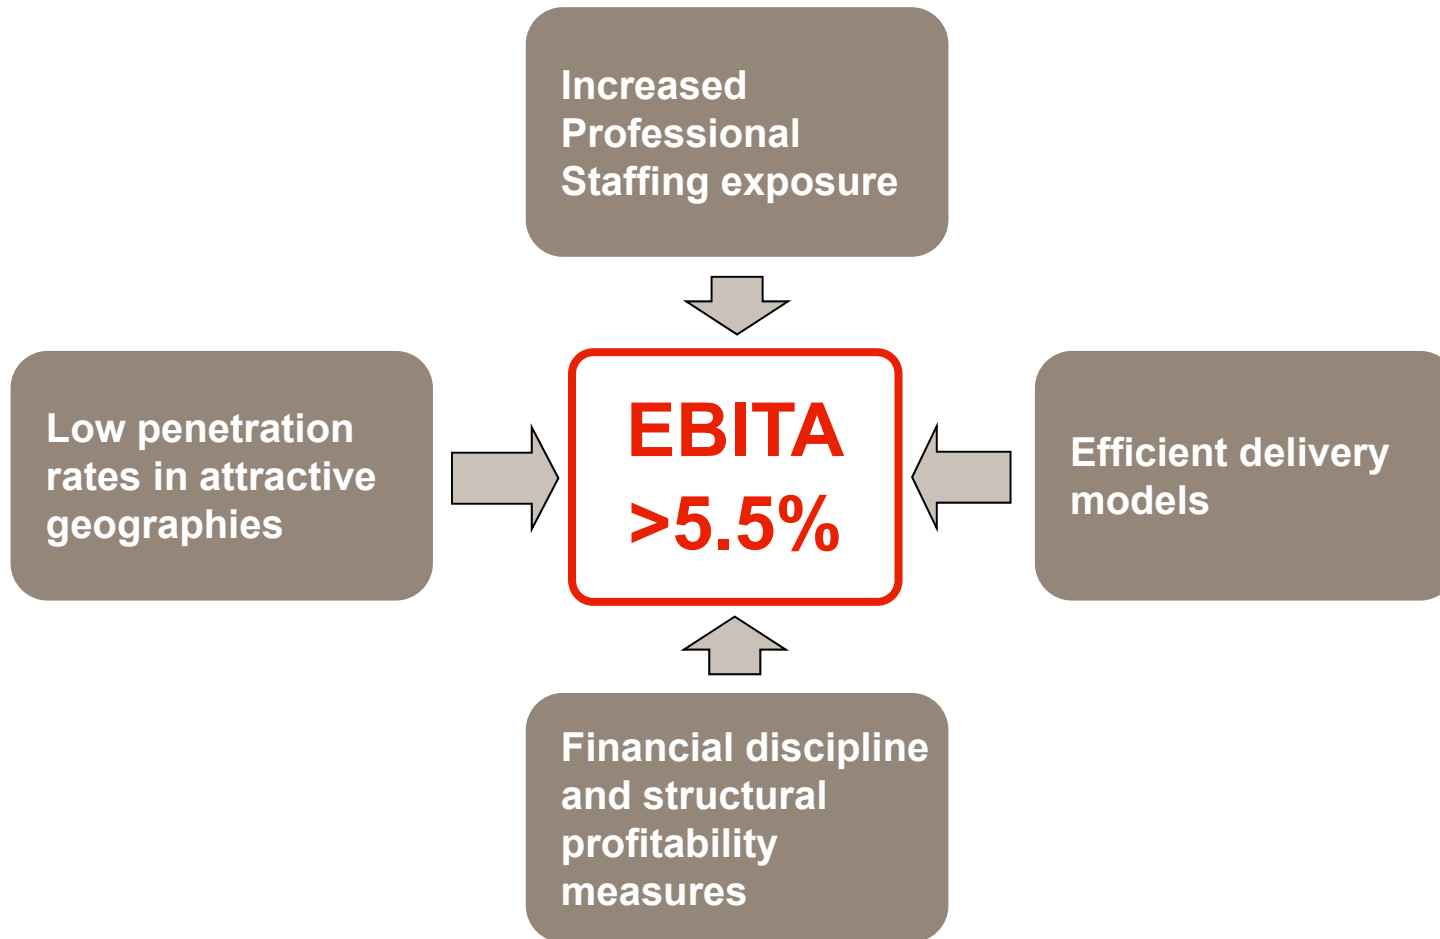 Increased
Professional
Staffing exposure
Low penetration
rates in attractive
geographies
EBITA
>5.5%
Efficient delivery
models
Financial discipline
and structural
profitability
measures